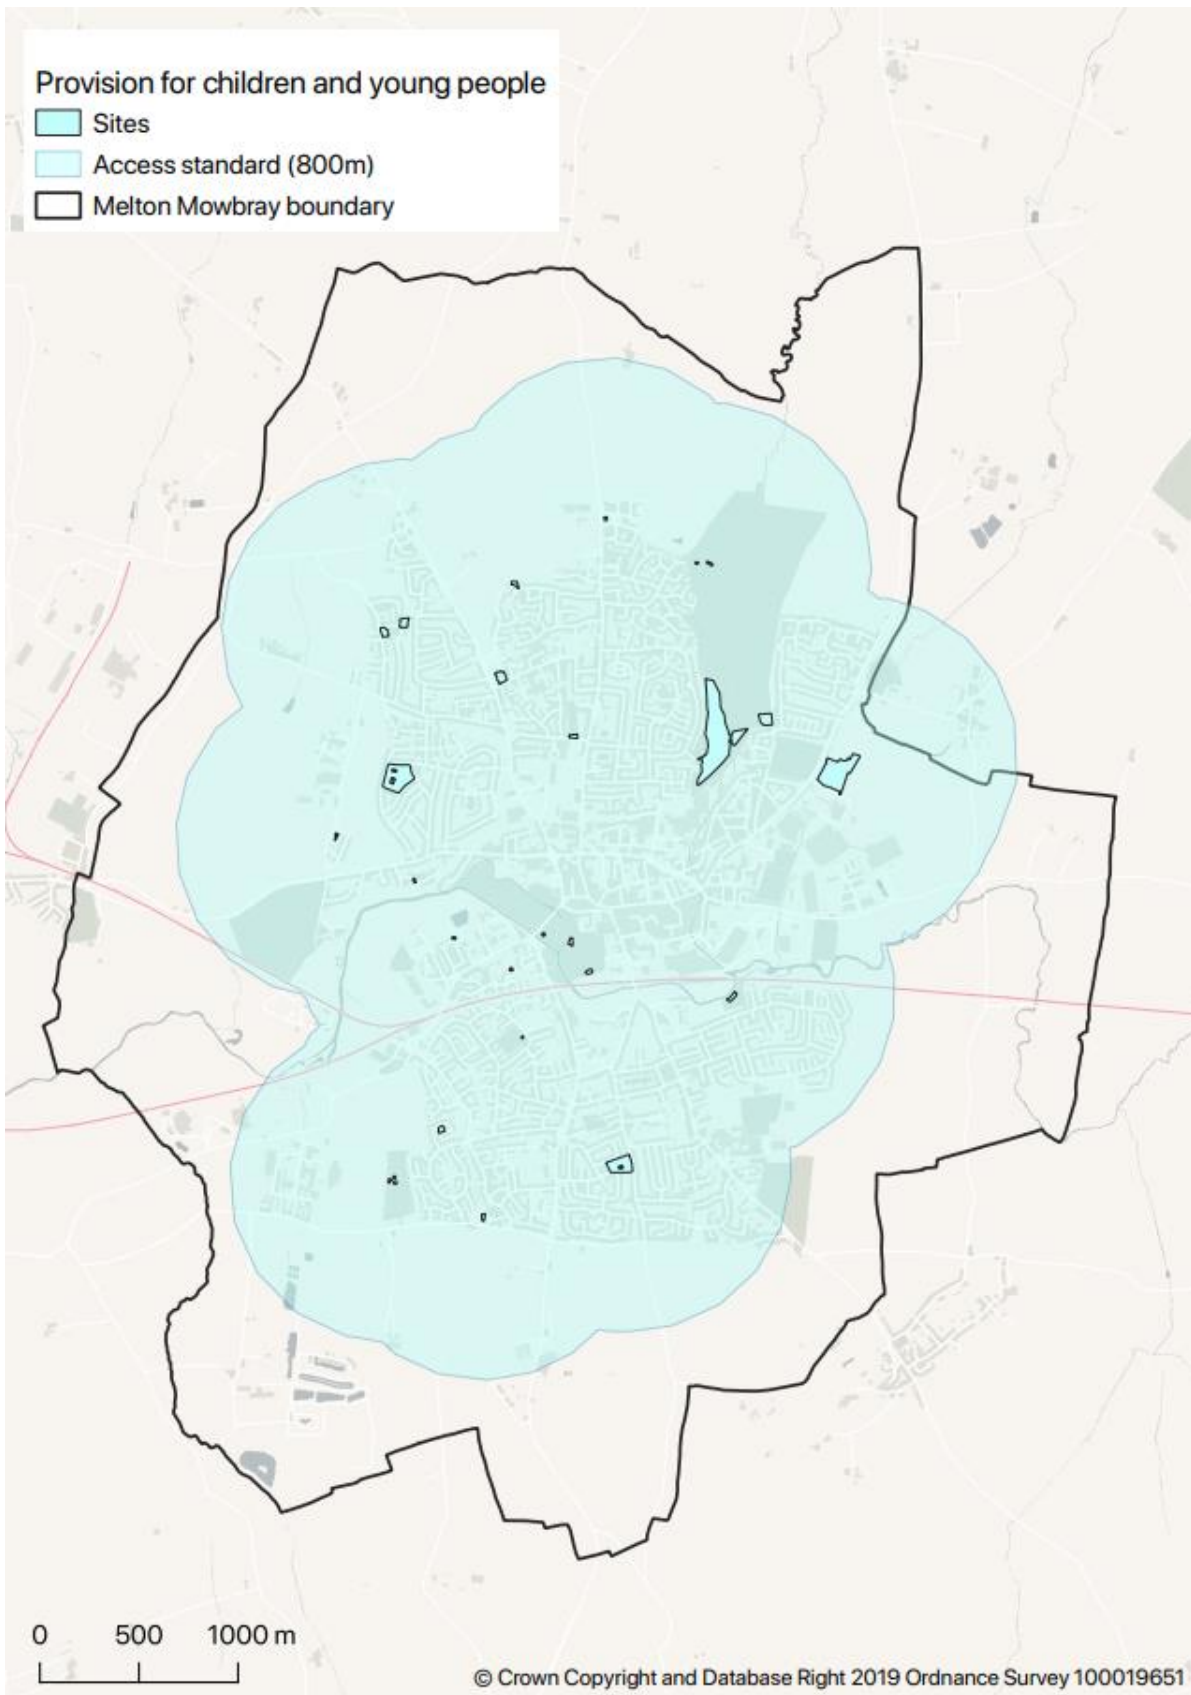 Provision for children and young people
Sites
Access standard (800m)
Melton Mowbray boundary
0 500 1000 m
© Crown Copyright and Database Right 2019 Ordnance Survey 100019651